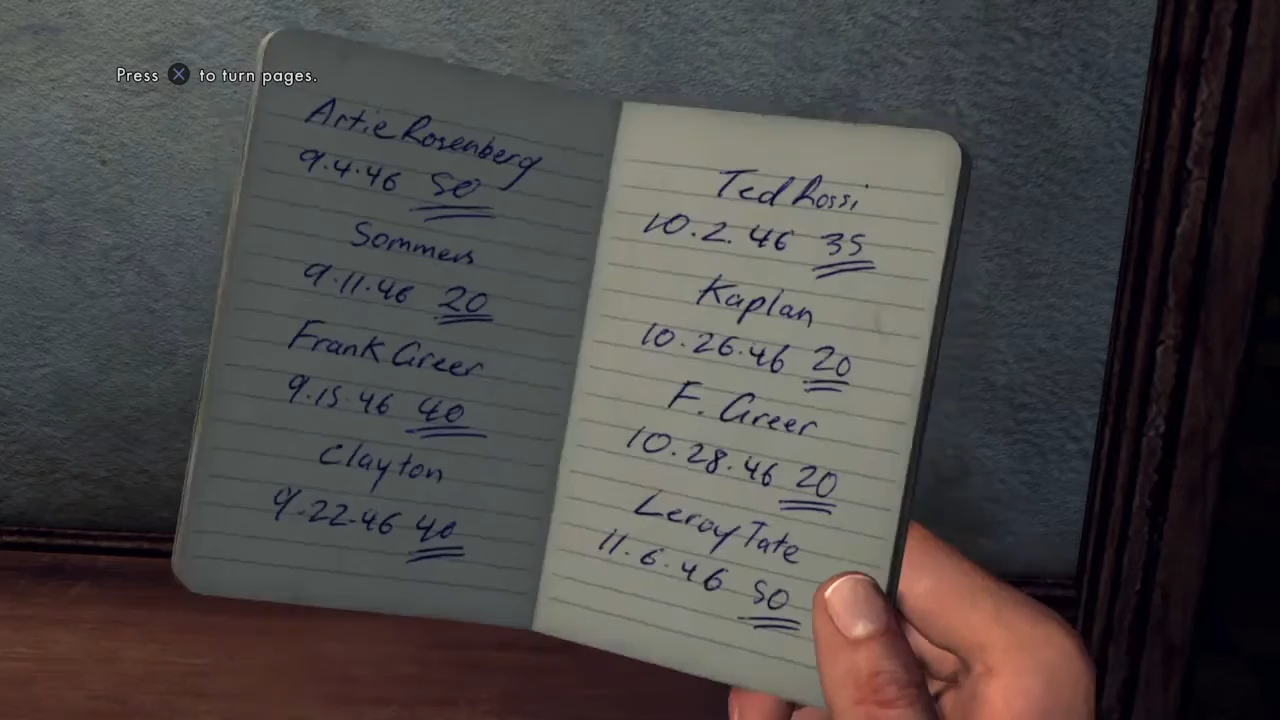 Press X to turn pages.
Artie Rosenberg
9.4.46 50
Sommers
9.11.46 20
Frank Greer
9.15.46 40
Clayton
9.22.46 40
Ted Rossi
10.2.46 35
Kaplan
10.26.46 20
F. Greer
10.28.46 20
Leroy Tate
11.6.46 50